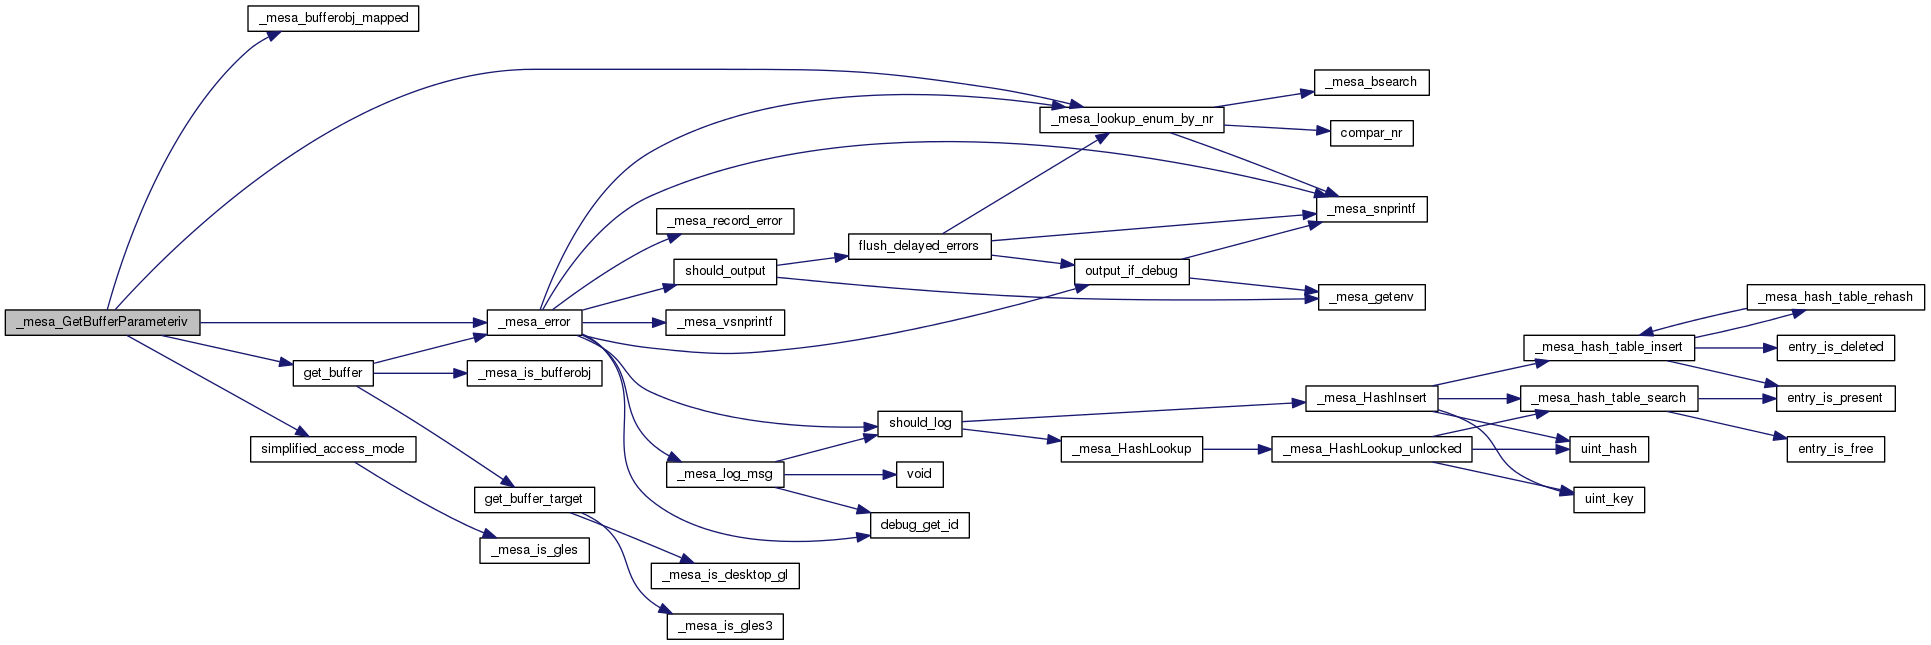 _mesa_bufferobj_mapped
_mesa_bsearch
_mesa_lookup_enum_by_nr
compar_nr
_mesa_snprintf
_mesa_record_error
flush_delayed_errors
should_output
output_if_debug
_mesa_getenv
_mesa_hash_table_rehash
_mesa_GetBufferParameteriv
_mesa_error
_mesa_vsnprintf
_mesa_hash_table_insert
entry_is_deleted
get_buffer
_mesa_is_bufferobj
_mesa_HashInsert
_mesa_hash_table_search
entry_is_present
should_log
simplified_access_mode
_mesa_HashLookup
_mesa_HashLookup_unlocked
uint_hash
entry_is_free
_mesa_log_msg
void
get_buffer_target
uint_key
debug_get_id
_mesa_is_gles
_mesa_is_desktop_gl
_mesa_is_gles3